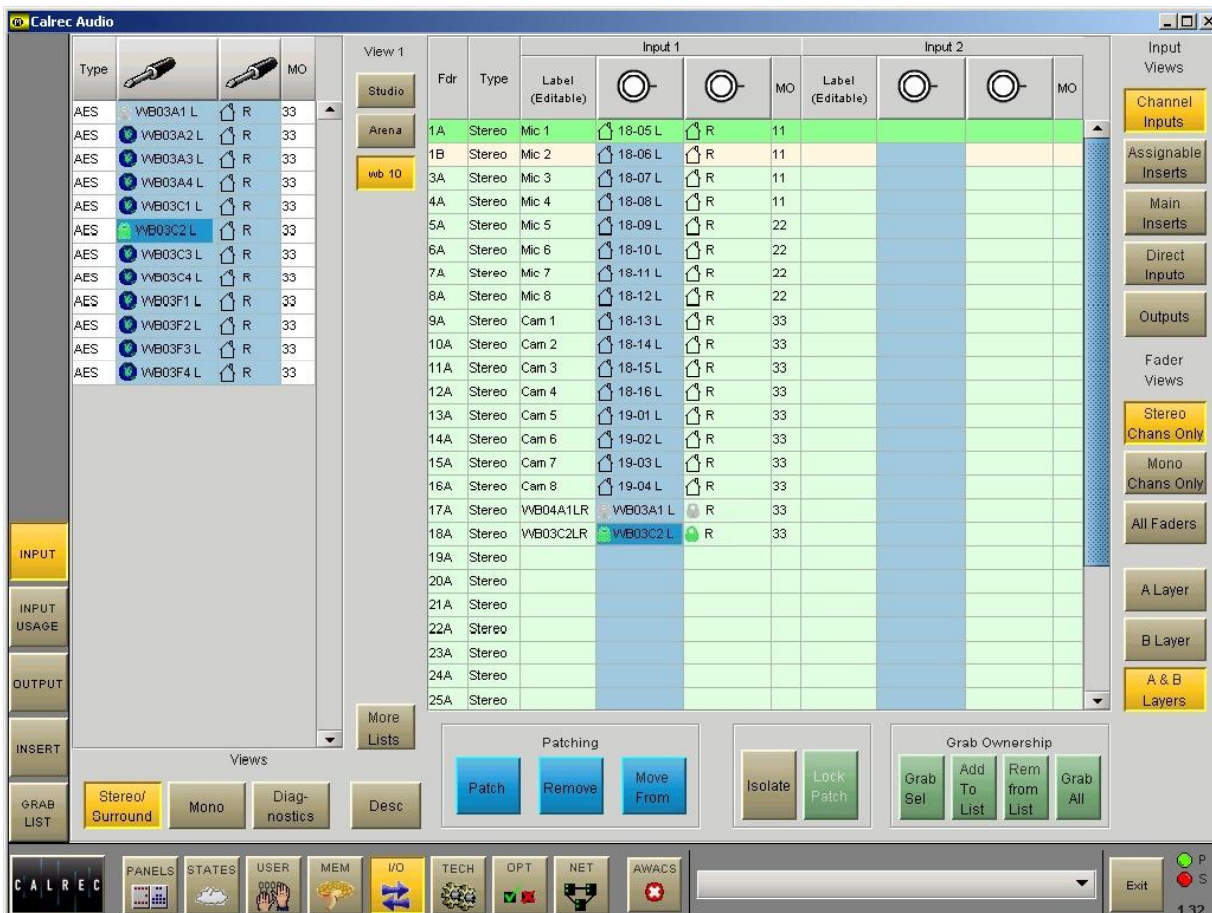 Calrec Audio
Type MO
AES WB03A1 L R 33
AES WB03A2 L R 33
AES WB03A3 L R 33
AES WB03A4 L R 33
AES WB03C1 L R 33
AES WB03C2 L R 33
AES WB03C3 L R 33
AES WB03C4 L R 33
AES WB03F1 L R 33
AES WB03F2 L R 33
AES WB03F3 L R 33
AES WB03F4 L R 33
View 1
Studio
Arena
wb 10
More
Lists
Input 1 Input 2
Fdr Type Label
(Editable) MO Label
(Editable) MO
1A Stereo Mic 1 18-05 L R 11
1B Stereo Mic 2 18-06 L R 11
3A Stereo Mic 3 18-07 L R 11
4A Stereo Mic 4 18-08 L R 11
5A Stereo Mic 5 18-09 L R 22
6A Stereo Mic 6 18-10 L R 22
7A Stereo Mic 7 18-11 L R 22
8A Stereo Mic 8 18-12 L R 22
9A Stereo Cam 1 18-13 L R 33
10A Stereo Cam 2 18-14 L R 33
11A Stereo Cam 3 18-15 L R 33
12A Stereo Cam 4 18-16 L R 33
13A Stereo Cam 5 19-01 L R 33
14A Stereo Cam 6 19-02 L R 33
15A Stereo Cam 7 19-03 L R 33
16A Stereo Cam 8 19-04 L R 33
17A Stereo WB04A1LR WB03A1 L R 33
18A Stereo WB03C2LR WB03C2 L R 33
19A Stereo
20A Stereo
21A Stereo
22A Stereo
23A Stereo
24A Stereo
25A Stereo
Input
Views
Channel
Inputs
Assignable
Inserts
Main
Inserts
Direct
Inputs
Outputs
Fader
Views
Stereo
Chans Only
Mono
Chans Only
All Faders
A Layer
B Layer
A & B
Layers
INPUT
INPUT
USAGE
OUTPUT
INSERT
GRAB
LIST
Views
Stereo/
Surround
Mono
Diag-
nostics
Desc
Patching
Patch
Remove
Move
From
Isolate
Lock
Patch
Grab Ownership
Grab
Sel
Add
To
List
Rem
from
List
Grab
All
CALREC
PANELS
STATES
USER
MEM
I/O
TECH
OPT
NET
AWACS
Exit
P
S
1.32